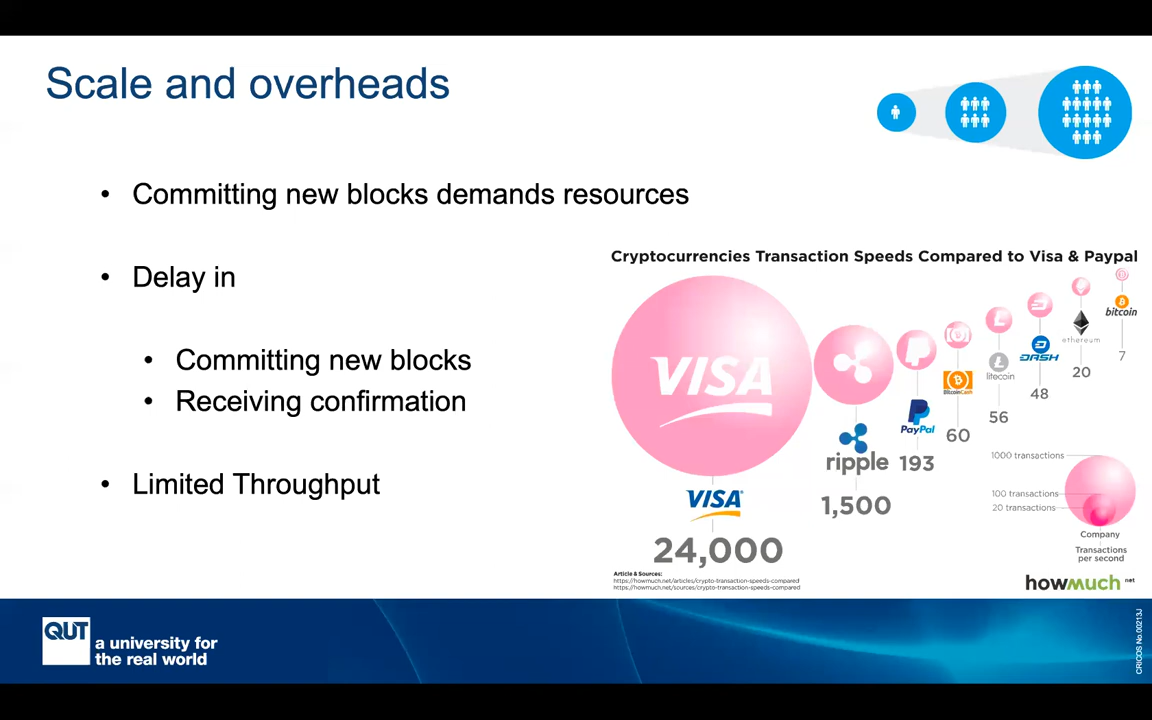 Scale and overheads
• Committing new blocks demands resources
• Delay in
• Committing new blocks
• Receiving confirmation
• Limited Throughput
Cryptocurrencies Transaction Speeds Compared to Visa & Paypal
VISA
VISA
24,000
ripple
1,500
PayPal
193
BitcoinCash
60
litecoin
56
DASH
48
ethereum
20
bitcoin
7
1000 transactions
100 transactions
20 transactions
Company
Transactions
per second
Article & Sources:
https://howmuch.net/articles/crypto-transaction-speeds-compared
https://howmuch.net/sources/crypto-transaction-speeds-compared
howmuch.net
QUT
a university for
the real world
CRICOS No.00213J